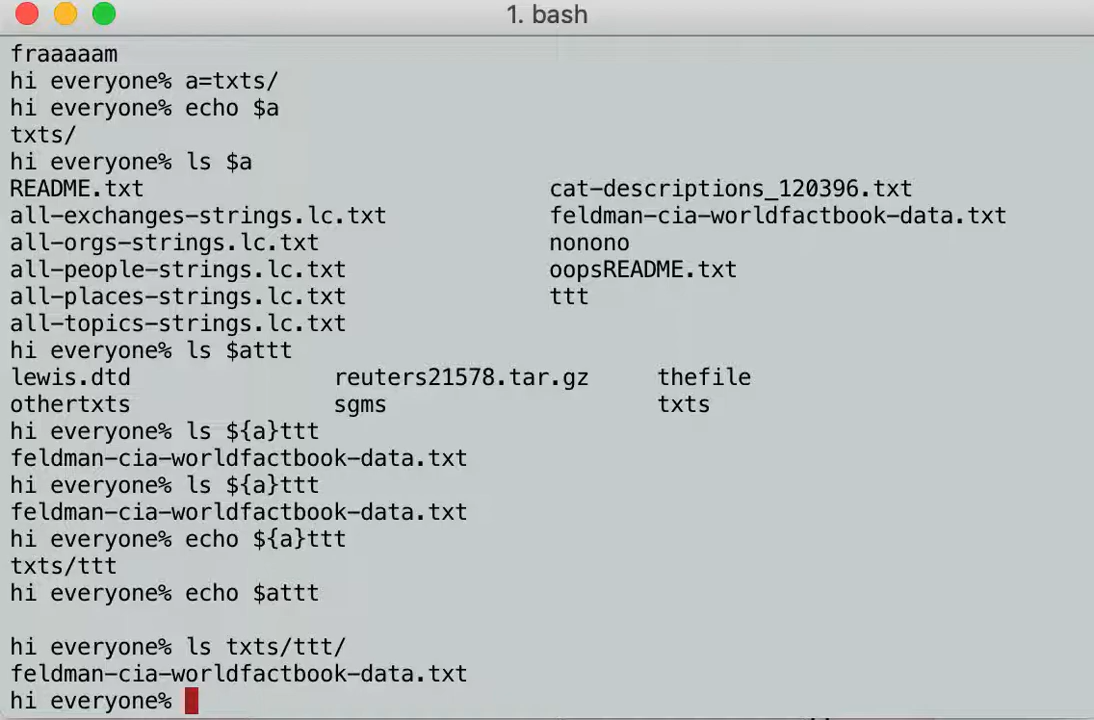 1. bash
fraaaaam
hi everyone% a=txts/
hi everyone% echo $a
txts/
hi everyone% ls $a
README.txt cat-descriptions_120396.txt
all-exchanges-strings.lc.txt feldman-cia-worldfactbook-data.txt
all-orgs-strings.lc.txt nonono
all-people-strings.lc.txt oopsREADME.txt
all-places-strings.lc.txt ttt
all-topics-strings.lc.txt
hi everyone% ls $attt
lewis.dtd reuters21578.tar.gz thefile
othertxts sgms txts
hi everyone% ls ${a}ttt
feldman-cia-worldfactbook-data.txt
hi everyone% ls ${a}ttt
feldman-cia-worldfactbook-data.txt
hi everyone% echo ${a}ttt
txts/ttt
hi everyone% echo $attt
hi everyone% ls txts/ttt/
feldman-cia-worldfactbook-data.txt
hi everyone%